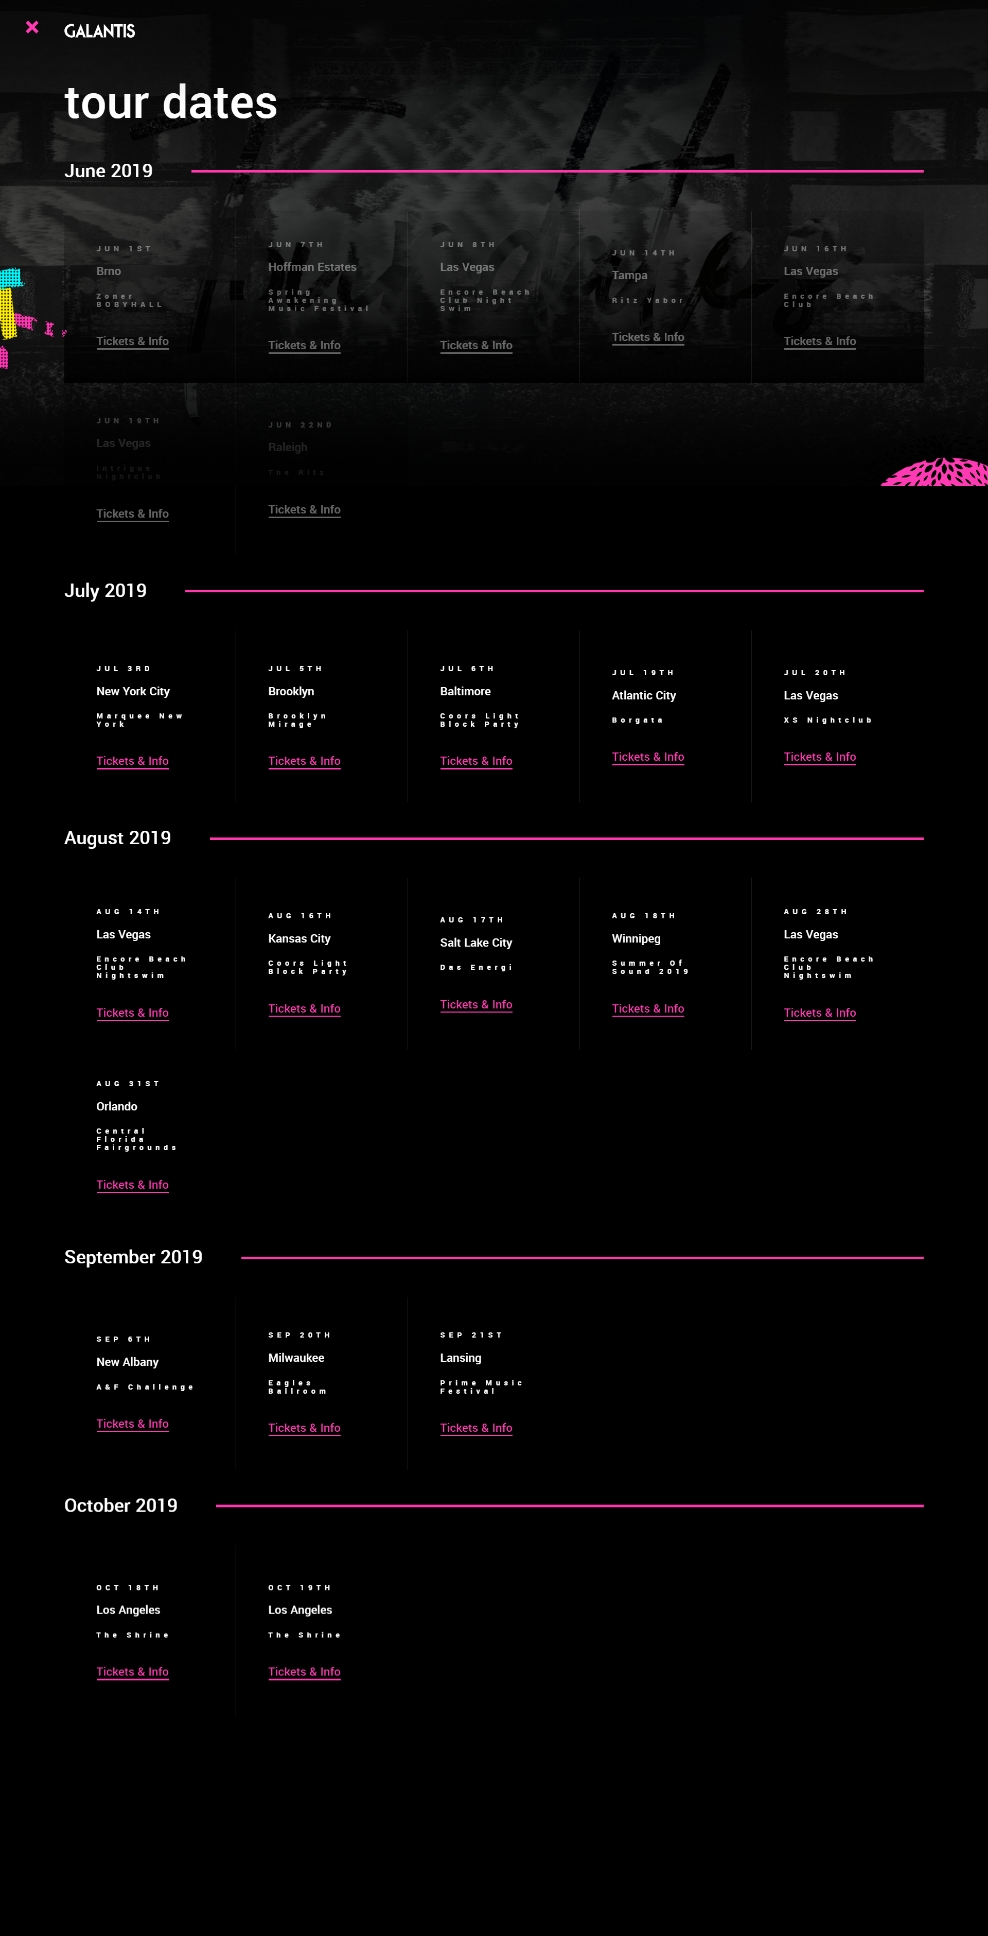 GALANTIS
tour dates
June 2019
JUN 1ST
Brno
Zoner
BOBYHALL
Tickets & Info
JUN 7TH
Hoffman Estates
Spring
Awakening
Music Festival
Tickets & Info
JUN 8TH
Las Vegas
Encore Beach
Club Night
Swim
Tickets & Info
JUN 14TH
Tampa
Ritz Yabor
Tickets & Info
JUN 16TH
Las Vegas
Encore Beach
Club
Tickets & Info
JUN 19TH
Las Vegas
Intrigue
Nightclub
Tickets & Info
JUN 22ND
Raleigh
The Ritz
Tickets & Info
July 2019
JUL 3RD
New York City
Marquee New
York
Tickets & Info
JUL 5TH
Brooklyn
Brooklyn
Mirage
Tickets & Info
JUL 6TH
Baltimore
Coors Light
Block Party
Tickets & Info
JUL 19TH
Atlantic City
Borgata
Tickets & Info
JUL 20TH
Las Vegas
XS Nightclub
Tickets & Info
August 2019
AUG 14TH
Las Vegas
Encore Beach
Club
Nightswim
Tickets & Info
AUG 16TH
Kansas City
Coors Light
Block Party
Tickets & Info
AUG 17TH
Salt Lake City
Das Energi
Tickets & Info
AUG 18TH
Winnipeg
Summer Of
Sound 2019
Tickets & Info
AUG 28TH
Las Vegas
Encore Beach
Club
Nightswim
Tickets & Info
AUG 31ST
Orlando
Central
Florida
Fairgrounds
Tickets & Info
September 2019
SEP 6TH
New Albany
A&F Challenge
Tickets & Info
SEP 20TH
Milwaukee
Eagles
Ballroom
Tickets & Info
SEP 21ST
Lansing
Prime Music
Festival
Tickets & Info
October 2019
OCT 18TH
Los Angeles
The Shrine
Tickets & Info
OCT 19TH
Los Angeles
The Shrine
Tickets & Info